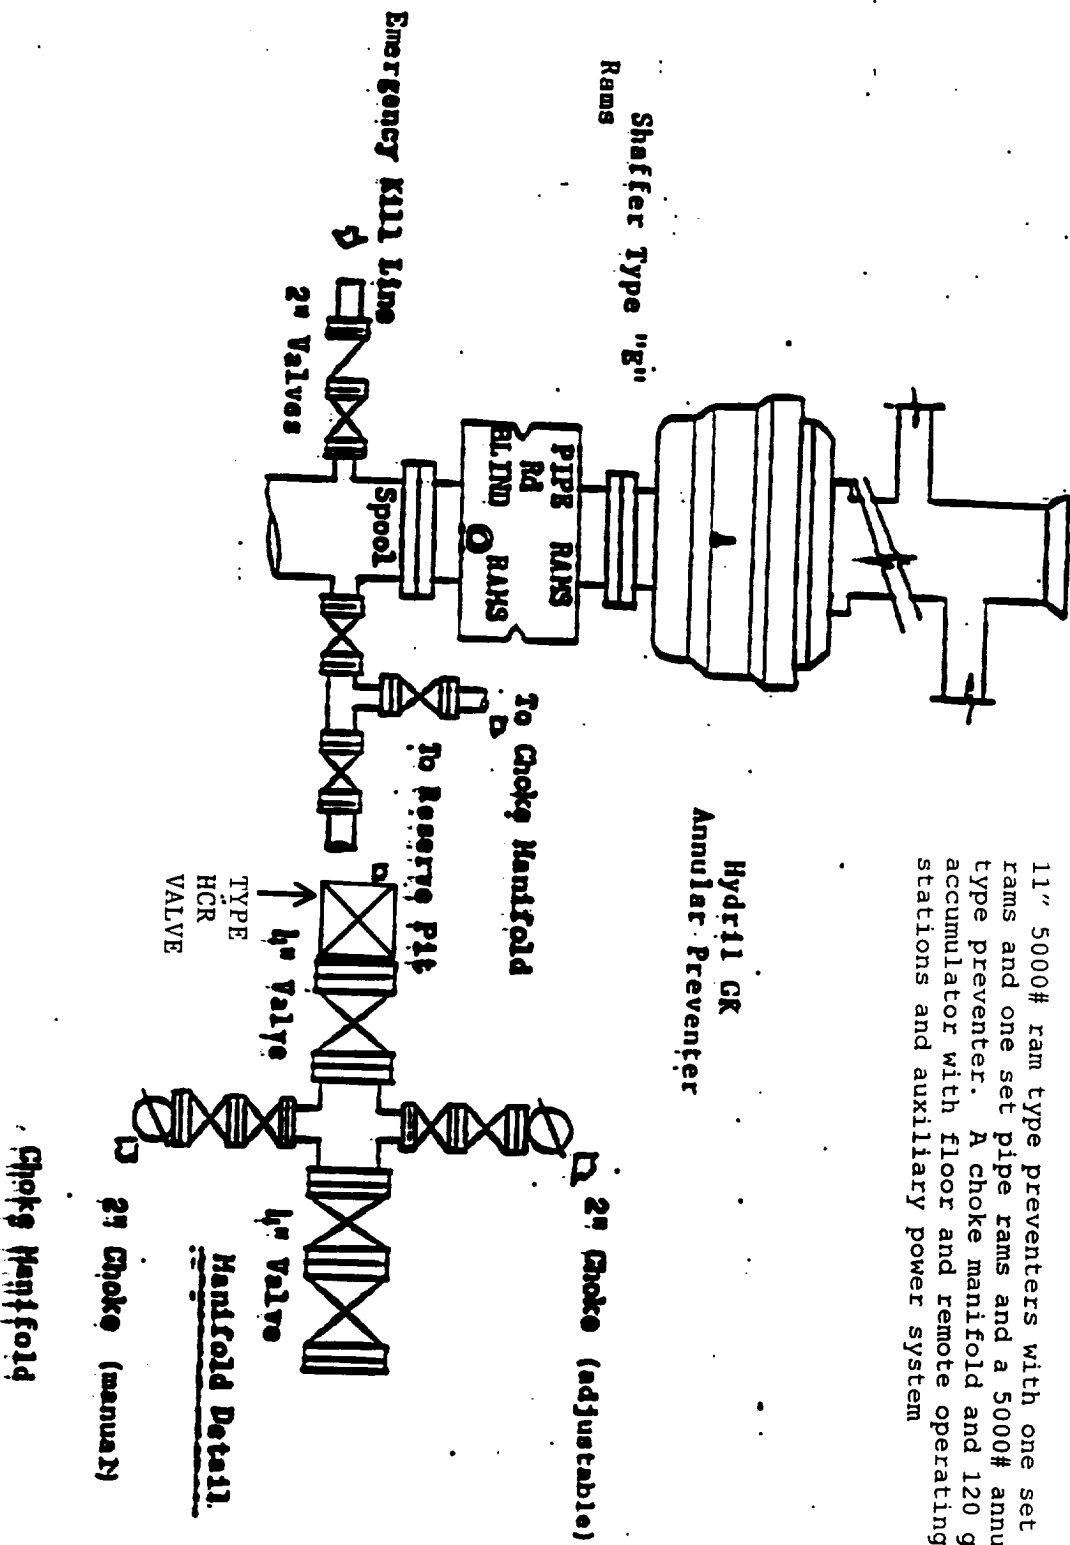 11" 5000# ram type preventers with one set
rams and one set pipe rams and a 5000# annu
type preventer. A choke manifold and 120 g
accumulator with floor and remote operating
stations and auxiliary power system
Shaffer Type "E"
Rams
Hydril GK
Annular Preventer
PIPE RAMS
Rd
BLIND RAMS
Spool
To Choke Manifold
To Reserve Pit
Emergency Kill Line
2" Valves
TYPE
HCR
VALVE
4" Valve
4" Valve
2" Choke (adjustable)
Manifold Detail
2" Choke (manual)
Choke Manifold